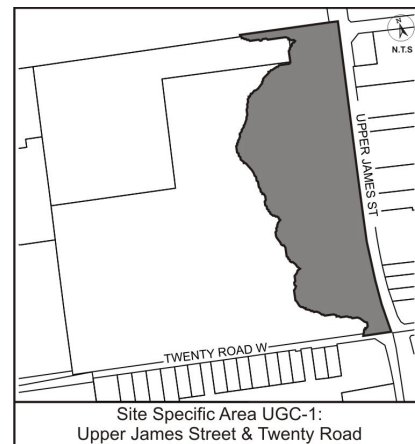 N
N.T.S
UPPER JAMES ST
TWENTY ROAD W
Site Specific Area UGC-1:
Upper James Street & Twenty Road